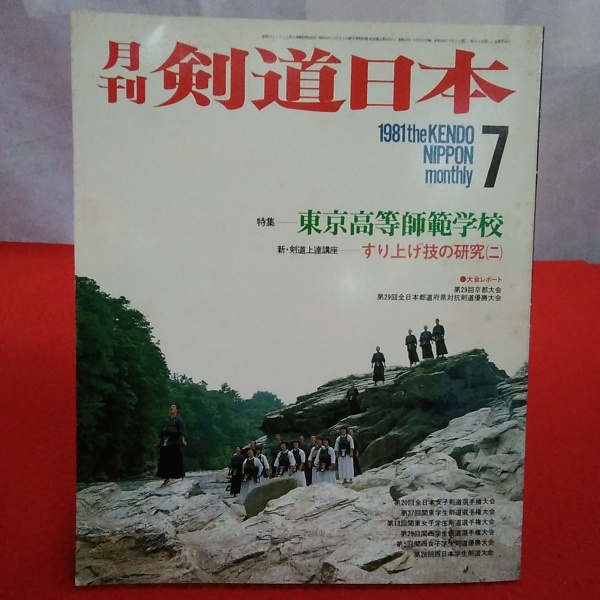 月刊 剣道日本
1981 the KENDO
NIPPON
monthly 7
特集 東京高等師範学校
新・剣道上達講座 すり上げ技の研究(二)
●大会レポート
第29回京都大会
第29回全日本都道府県対抗剣道優勝大会
第20回全日本女子剣道選手権大会
第27回関東学生剣道選手権大会
第13回関東女子学生剣道選手権大会
第29回関西学生剣道選手権大会
第5回関西女子学生剣道優勝大会
第28回西日本学生剣道大会